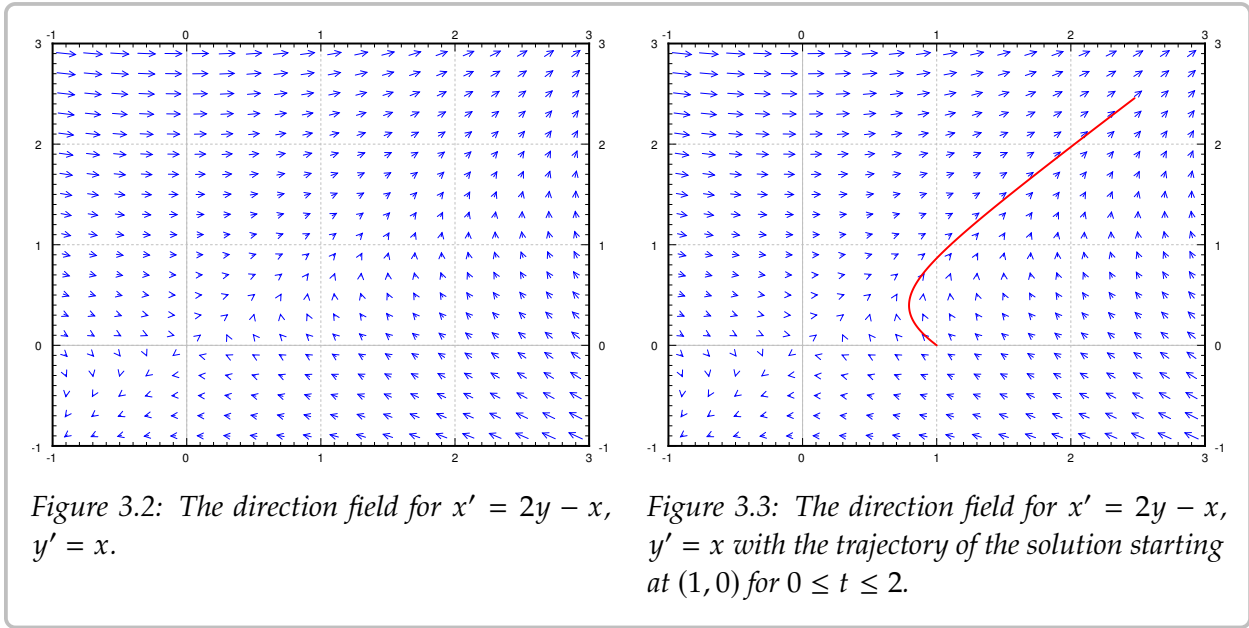 -1 0 1 2 3
3 3
2 2
1 1
0 0
-1 -1
-1 0 1 2 3
Figure 3.2: The direction field for x′ = 2y − x,
y′ = x.
-1 0 1 2 3
3 3
2 2
1 1
0 0
-1 -1
-1 0 1 2 3
Figure 3.3: The direction field for x′ = 2y − x,
y′ = x with the trajectory of the solution starting
at (1, 0) for 0 ≤ t ≤ 2.